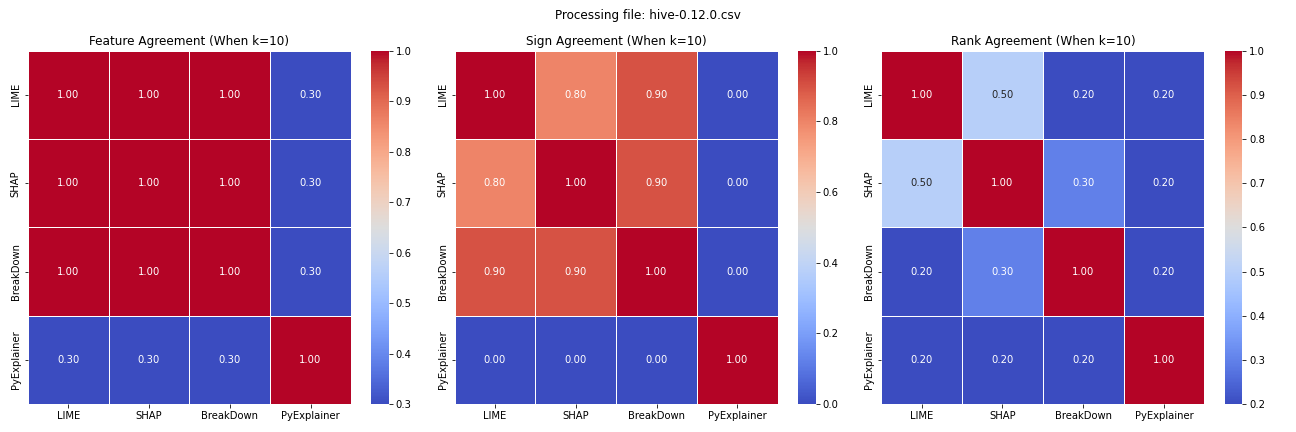 Processing file: hive-0.12.0.csv
Feature Agreement (When k=10)
LIME 1.00 1.00 1.00 0.30
SHAP 1.00 1.00 1.00 0.30
BreakDown 1.00 1.00 1.00 0.30
PyExplainer 0.30 0.30 0.30 1.00
LIME SHAP BreakDown PyExplainer
1.0
0.9
0.8
0.7
0.6
0.5
0.4
0.3
Sign Agreement (When k=10)
LIME 1.00 0.80 0.90 0.00
SHAP 0.80 1.00 0.90 0.00
BreakDown 0.90 0.90 1.00 0.00
PyExplainer 0.00 0.00 0.00 1.00
LIME SHAP BreakDown PyExplainer
1.0
0.8
0.6
0.4
0.2
0.0
Rank Agreement (When k=10)
LIME 1.00 0.50 0.20 0.20
SHAP 0.50 1.00 0.30 0.20
BreakDown 0.20 0.30 1.00 0.20
PyExplainer 0.20 0.20 0.20 1.00
LIME SHAP BreakDown PyExplainer
1.0
0.9
0.8
0.7
0.6
0.5
0.4
0.3
0.2